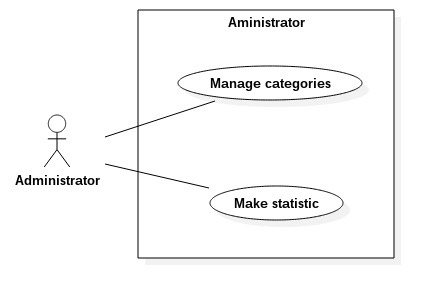 Aministrator
Manage categories
Administrator
Make statistic